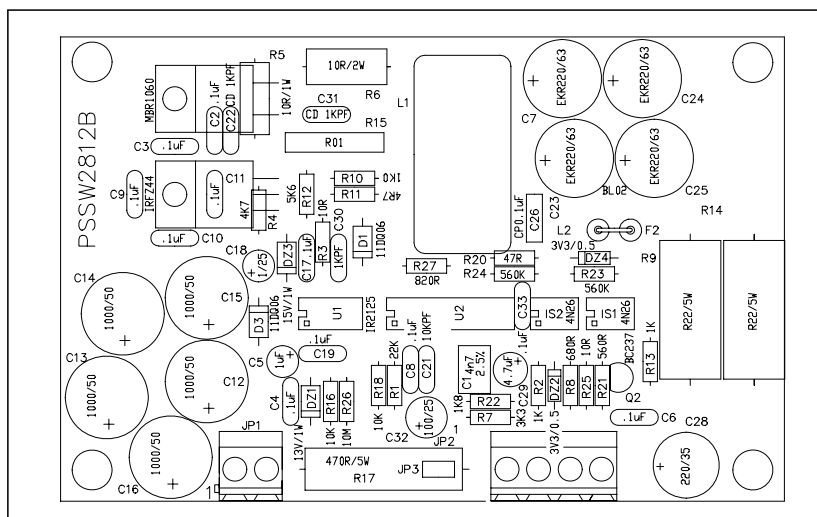 PSSW2812B
MBR1060
R5
10R/1W
10R/2W
R6
C31
CD 1KPF
R15
R01
C2
.1uF
C22
CD 1KPF
C3
.1uF
L1
EKR220/63
C7
EKR220/63
C24
EKR220/63
EKR220/63
C25
BL02
C9
.1uF
IRFZ44
C11
.1uF
4K7
R4
C10
.1uF
5K6
R12
R10
1K0
R11
4R7
10R
R3
C30
1KPF
D1
11DQ06
C18
1/25
DZ3
15V/1W
C17
.1uF
CP0.1uF
C26
C23
L2
F2
3V3/0.5
DZ4
R14
R9
R22/5W
R22/5W
R27
820R
R20
47R
R24
560K
R23
560K
C14
1000/50
C15
1000/50
C13
1000/50
C12
1000/50
C16
1000/50
D3
11DQ06
U1
IR2125
U2
C33
.1uF
IS2
4N26
IS1
4N26
C5
1uF
.1uF
C19
C4
.1uF
DZ1
13V/1W
R16
10K
R26
10M
R18
10K
R1
22K
C8
.1uF
C21
10KPF
C32
100/25
C1
4n7
2.5%
4.7uF
C29
1K8
R22
R7
3K3
R2
1K
DZ2
3V3/0.5
R8
680R
R25
10R
R21
560R
BC237
Q2
R13
1K
.1uF
C6
C28
220/35
JP1
1
470R/5W
R17
JP2
1
JP3